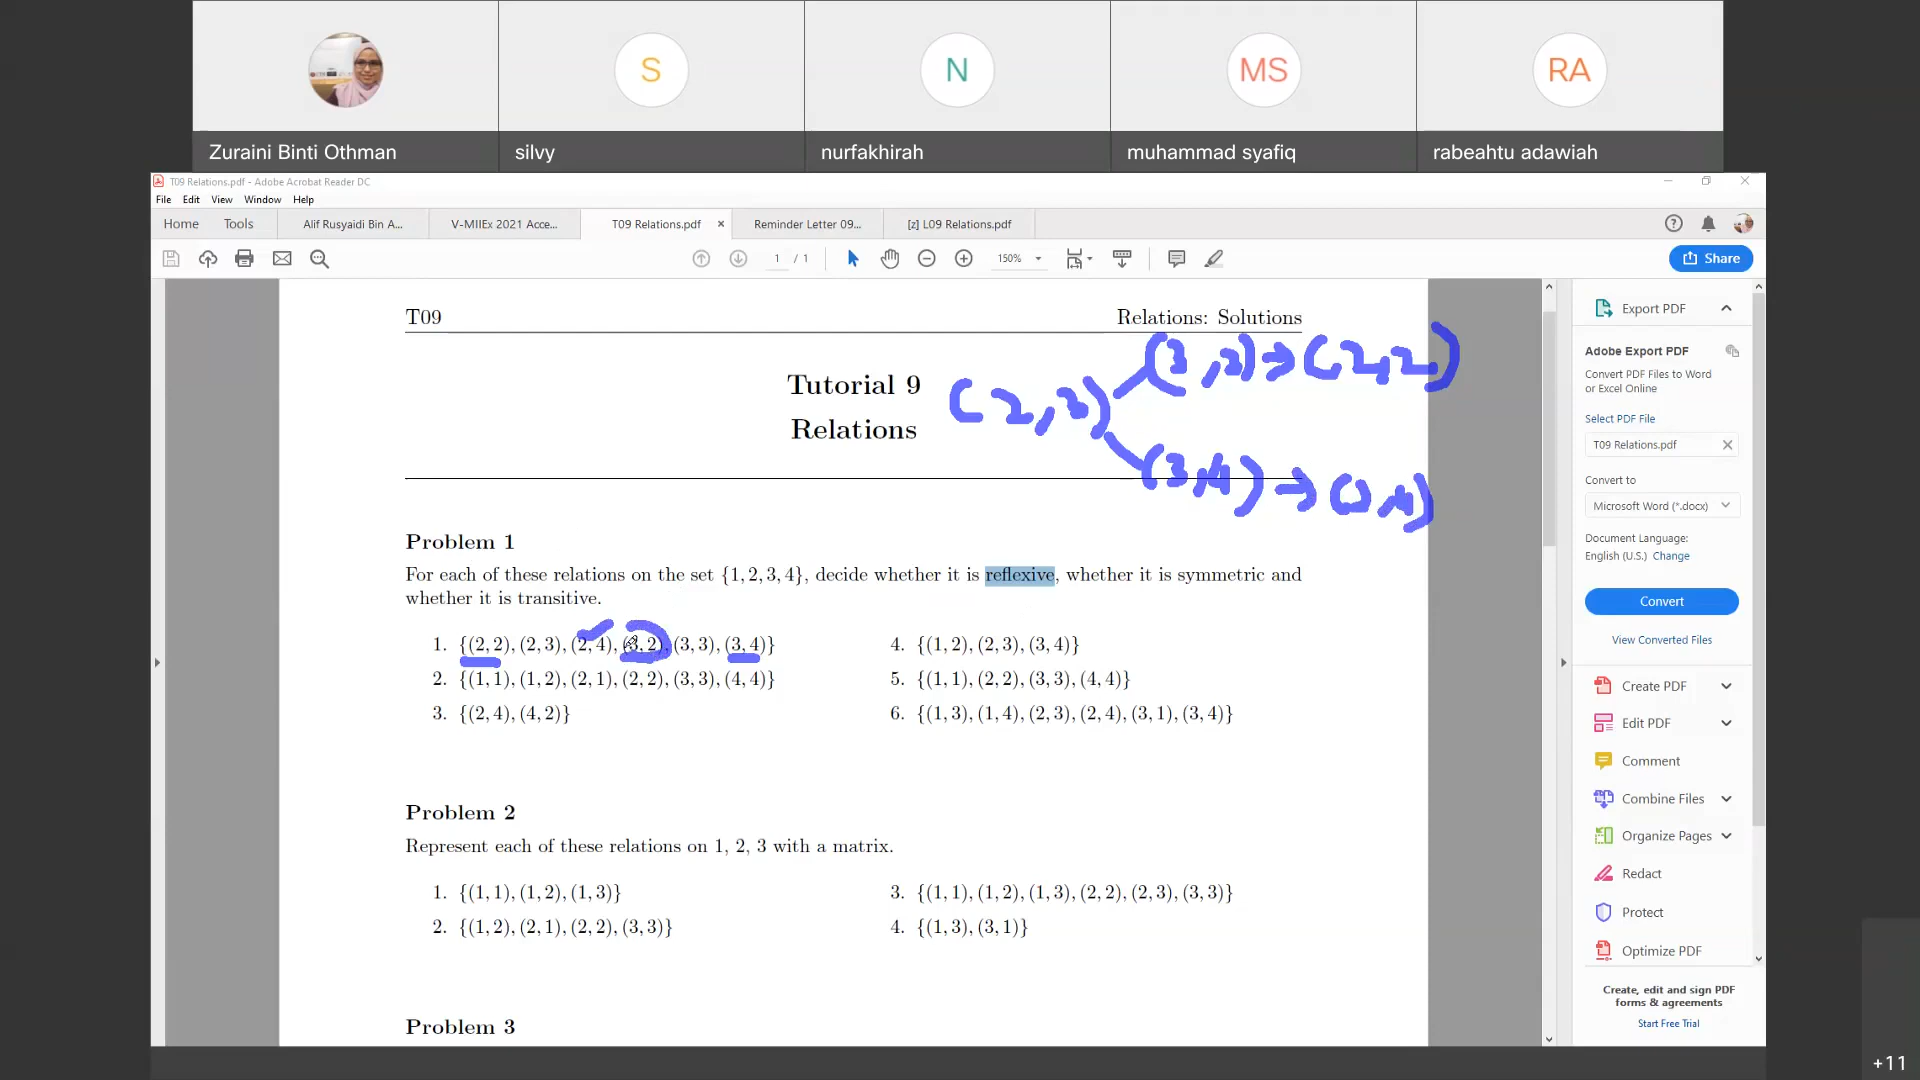 S
N
MS
RA
Zuraini Binti Othman
silvy
nurfakhirah
muhammad syafiq
rabeahtu adawiah
T09 Relations.pdf - Adobe Acrobat Reader DC
File Edit View Window Help
Home Tools Alif Rusyaidi Bin A... V-MIIEx 2021 Acce... T09 Relations.pdf × Reminder Letter 09... [z] L09 Relations.pdf
1 / 1 150% Share
T09 Relations: Solutions
Tutorial 9
Relations
(2,3)
→(2,2)
(3,4)→
Problem 1
For each of these relations on the set {1, 2, 3, 4}, decide whether it is reflexive, whether it is symmetric and
whether it is transitive.
1. {(2, 2), (2, 3), (2, 4), (3, 2), (3, 3), (3, 4)}
2. {(1, 1), (1, 2), (2, 1), (2, 2), (3, 3), (4, 4)}
3. {(2, 4), (4, 2)}
4. {(1, 2), (2, 3), (3, 4)}
5. {(1, 1), (2, 2), (3, 3), (4, 4)}
6. {(1, 3), (1, 4), (2, 3), (2, 4), (3, 1), (3, 4)}
Problem 2
Represent each of these relations on 1, 2, 3 with a matrix.
1. {(1, 1), (1, 2), (1, 3)}
2. {(1, 2), (2, 1), (2, 2), (3, 3)}
3. {(1, 1), (1, 2), (1, 3), (2, 2), (2, 3), (3, 3)}
4. {(1, 3), (3, 1)}
Problem 3
Export PDF
Adobe Export PDF
Convert PDF Files to Word
or Excel Online
Select PDF File
T09 Relations.pdf
Convert to
Microsoft Word (*.docx)
Document Language:
English (U.S.) Change
Convert
View Converted Files
Create PDF
Edit PDF
Comment
Combine Files
Organize Pages
Redact
Protect
Optimize PDF
Create, edit and sign PDF
forms & agreements
Start Free Trial
+11